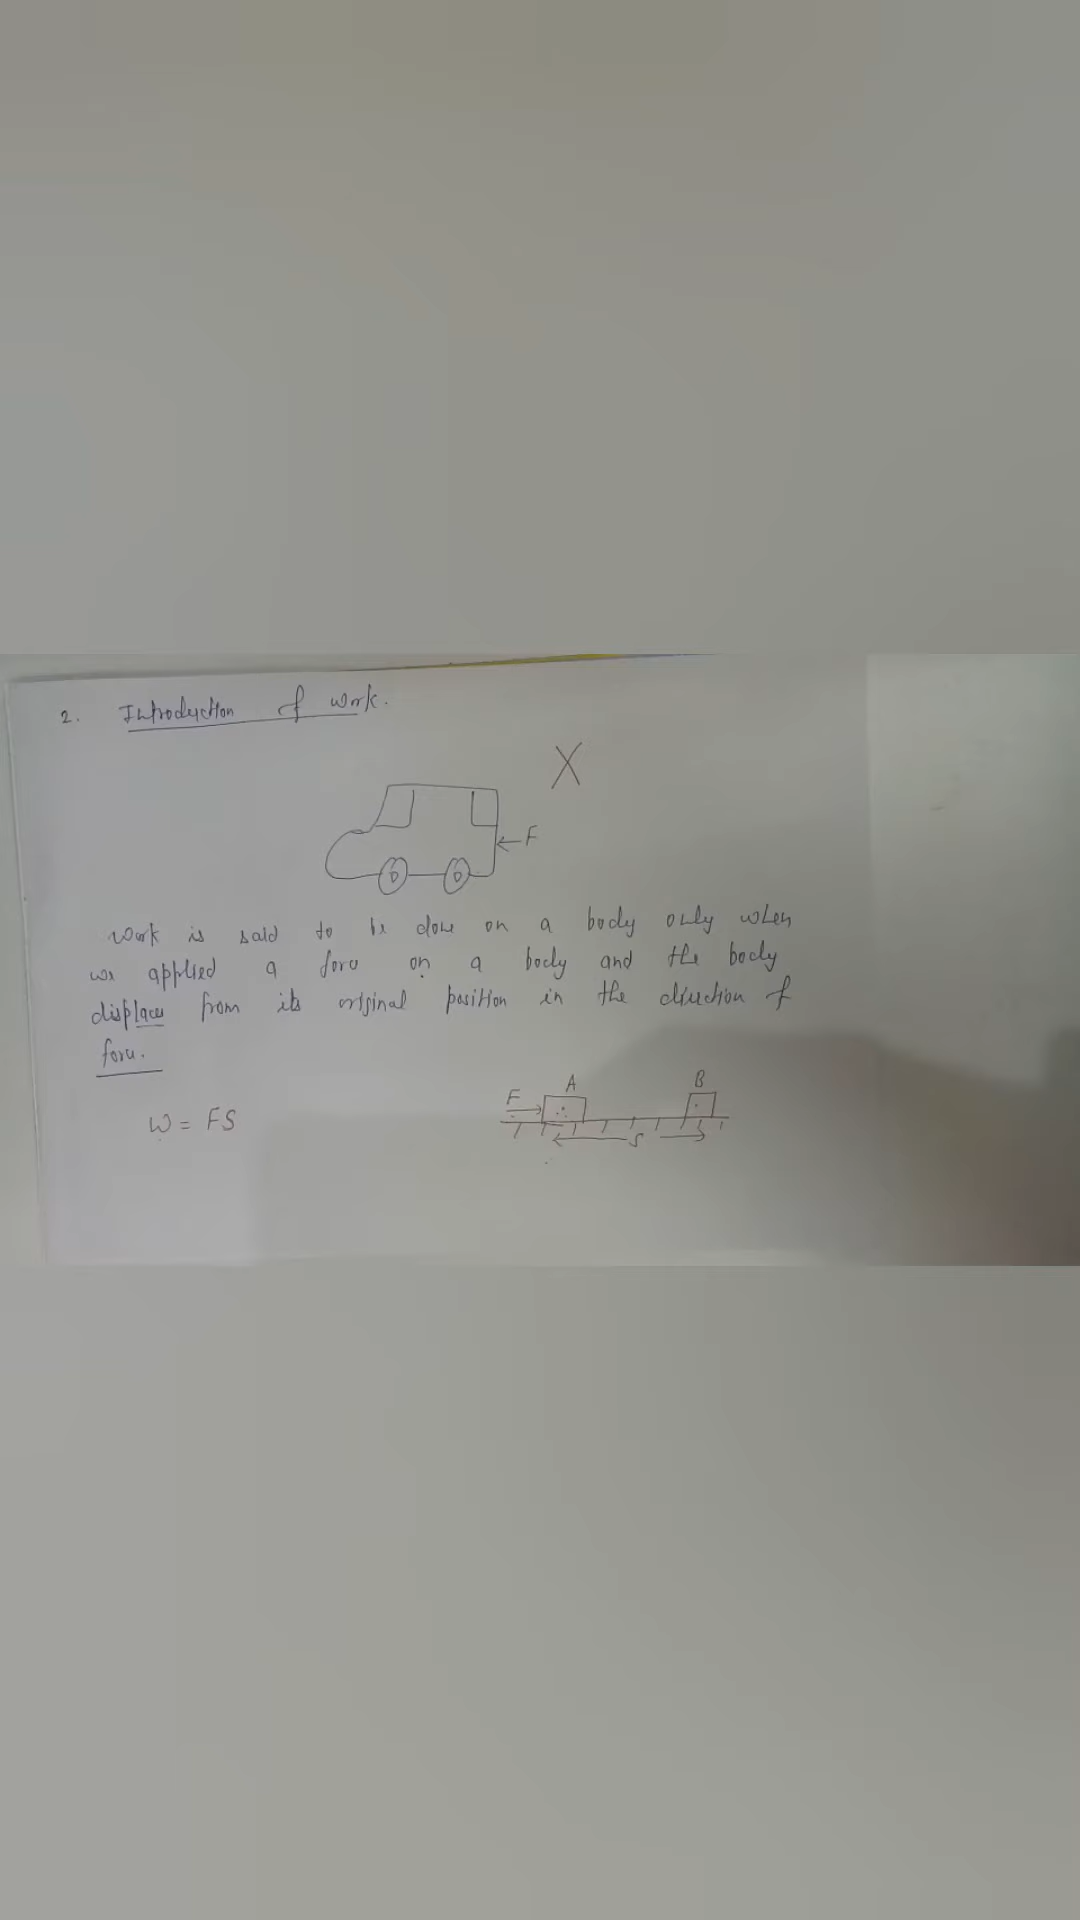 2. Introduction of work.
X
← F
Work is said to be done on a body only when
we applied a force on a body and the body
displaces from its original position in the direction of
force.
A B
F
W = FS
S